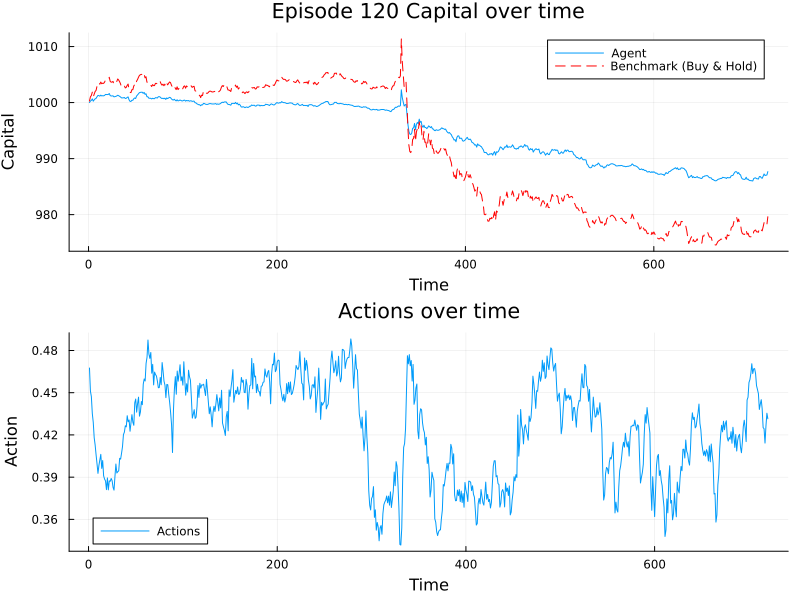 Episode 120 Capital over time
1010
1000
990
980
Capital
Agent
Benchmark (Buy & Hold)
0 200 400 600
Time
Actions over time
0.48
0.45
0.42
0.39
0.36
Action
Actions
0 200 400 600
Time